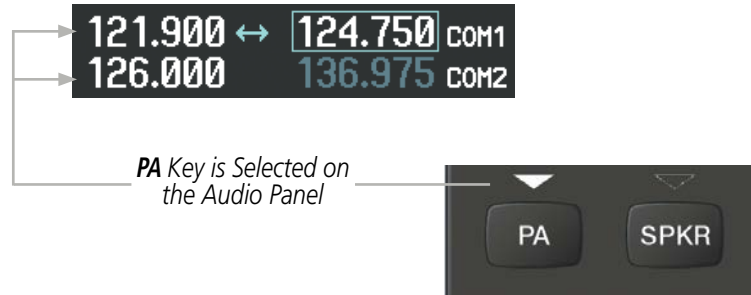 121.900 ↔ 124.750 COM1
126.000 136.975 COM2
PA Key is Selected on
the Audio Panel
PA SPKR